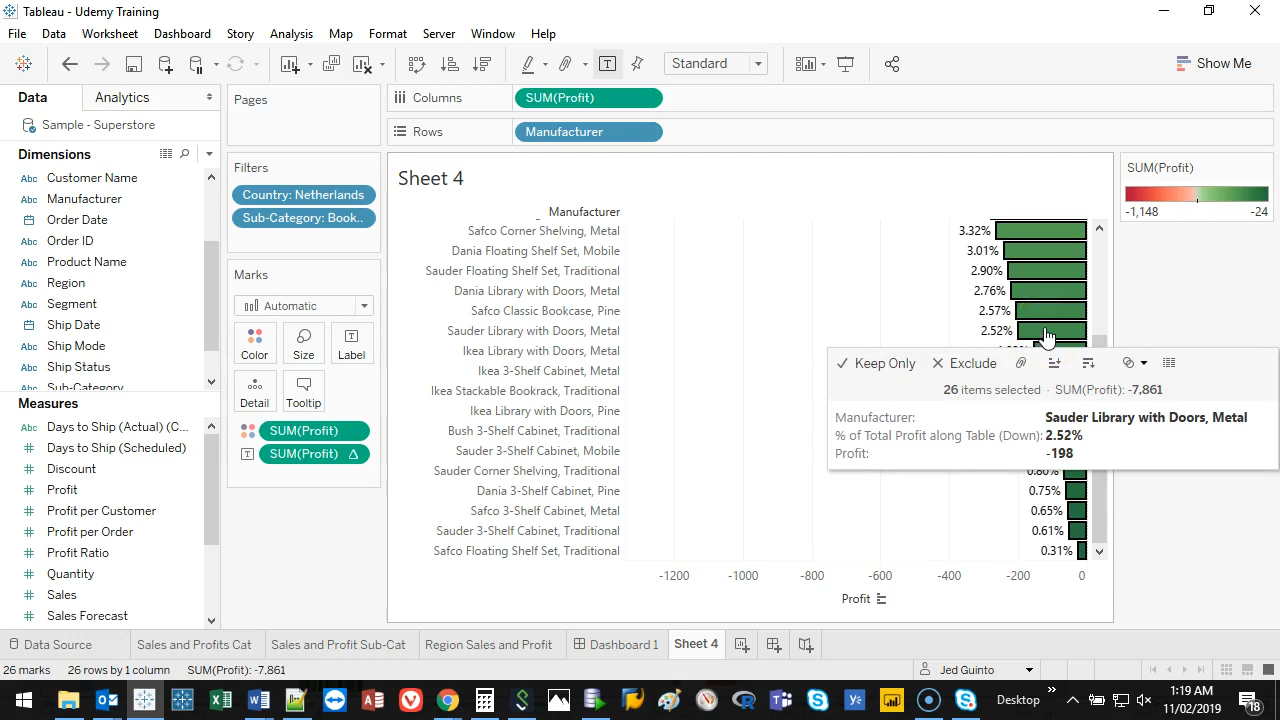 Tableau - Udemy Training
File Data Worksheet Dashboard Story Analysis Map Format Server Window Help
Standard
Show Me
Data Analytics
Pages
Columns SUM(Profit)
Sample - Superstore
Rows Manufacturer
Dimensions
Customer Name
Manufacturer
Order Date
Order ID
Product Name
Region
Segment
Ship Date
Ship Mode
Ship Status
Sub-Category
Measures
Days to Ship (Actual) (C...
Days to Ship (Scheduled)
Discount
Profit
Profit per Customer
Profit per Order
Profit Ratio
Quantity
Sales
Sales Forecast
Filters
Country: Netherlands
Sub-Category: Book..
Marks
Automatic
Color Size Label
Detail Tooltip
SUM(Profit)
SUM(Profit) Δ
Sheet 4
Manufacturer
Safco Corner Shelving, Metal 3.32%
Dania Floating Shelf Set, Mobile 3.01%
Sauder Floating Shelf Set, Traditional 2.90%
Dania Library with Doors, Metal 2.76%
Safco Classic Bookcase, Pine 2.57%
Sauder Library with Doors, Metal 2.52%
Ikea Library with Doors, Metal
Ikea 3-Shelf Cabinet, Metal
Ikea Stackable Bookrack, Traditional
Ikea Library with Doors, Pine
Bush 3-Shelf Cabinet, Traditional
Sauder 3-Shelf Cabinet, Mobile
Sauder Corner Shelving, Traditional 0.80%
Dania 3-Shelf Cabinet, Pine 0.75%
Safco 3-Shelf Cabinet, Metal 0.65%
Sauder 3-Shelf Cabinet, Traditional 0.61%
Safco Floating Shelf Set, Traditional 0.31%
-1200 -1000 -800 -600 -400 -200 0
Profit
Keep Only Exclude
26 items selected · SUM(Profit): -7,861
Manufacturer: Sauder Library with Doors, Metal
% of Total Profit along Table (Down): 2.52%
Profit: -198
SUM(Profit)
-1,148 -24
Data Source Sales and Profits Cat Sales and Profit Sub-Cat Region Sales and Profit Dashboard 1 Sheet 4
26 marks 26 rows by 1 column SUM(Profit): -7,861 Jed Guinto
Desktop
1:19 AM
11/02/2019
18